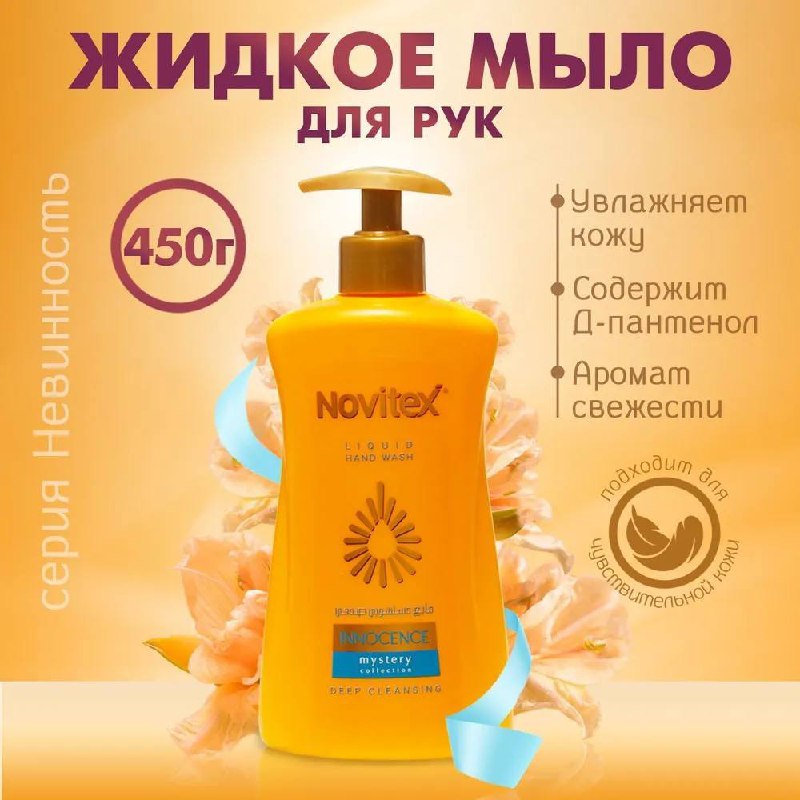 ЖИДКОЕ МЫЛО
ДЛЯ РУК
серия Невинность
450г
Увлажняет
кожу
Содержит
Д-пантенол
Аромат
свежести
подходит для
чувствительной кожи
Novitex
LIQUID
HAND WASH
INNOCENCE
mystery
collection
DEEP CLEANSING